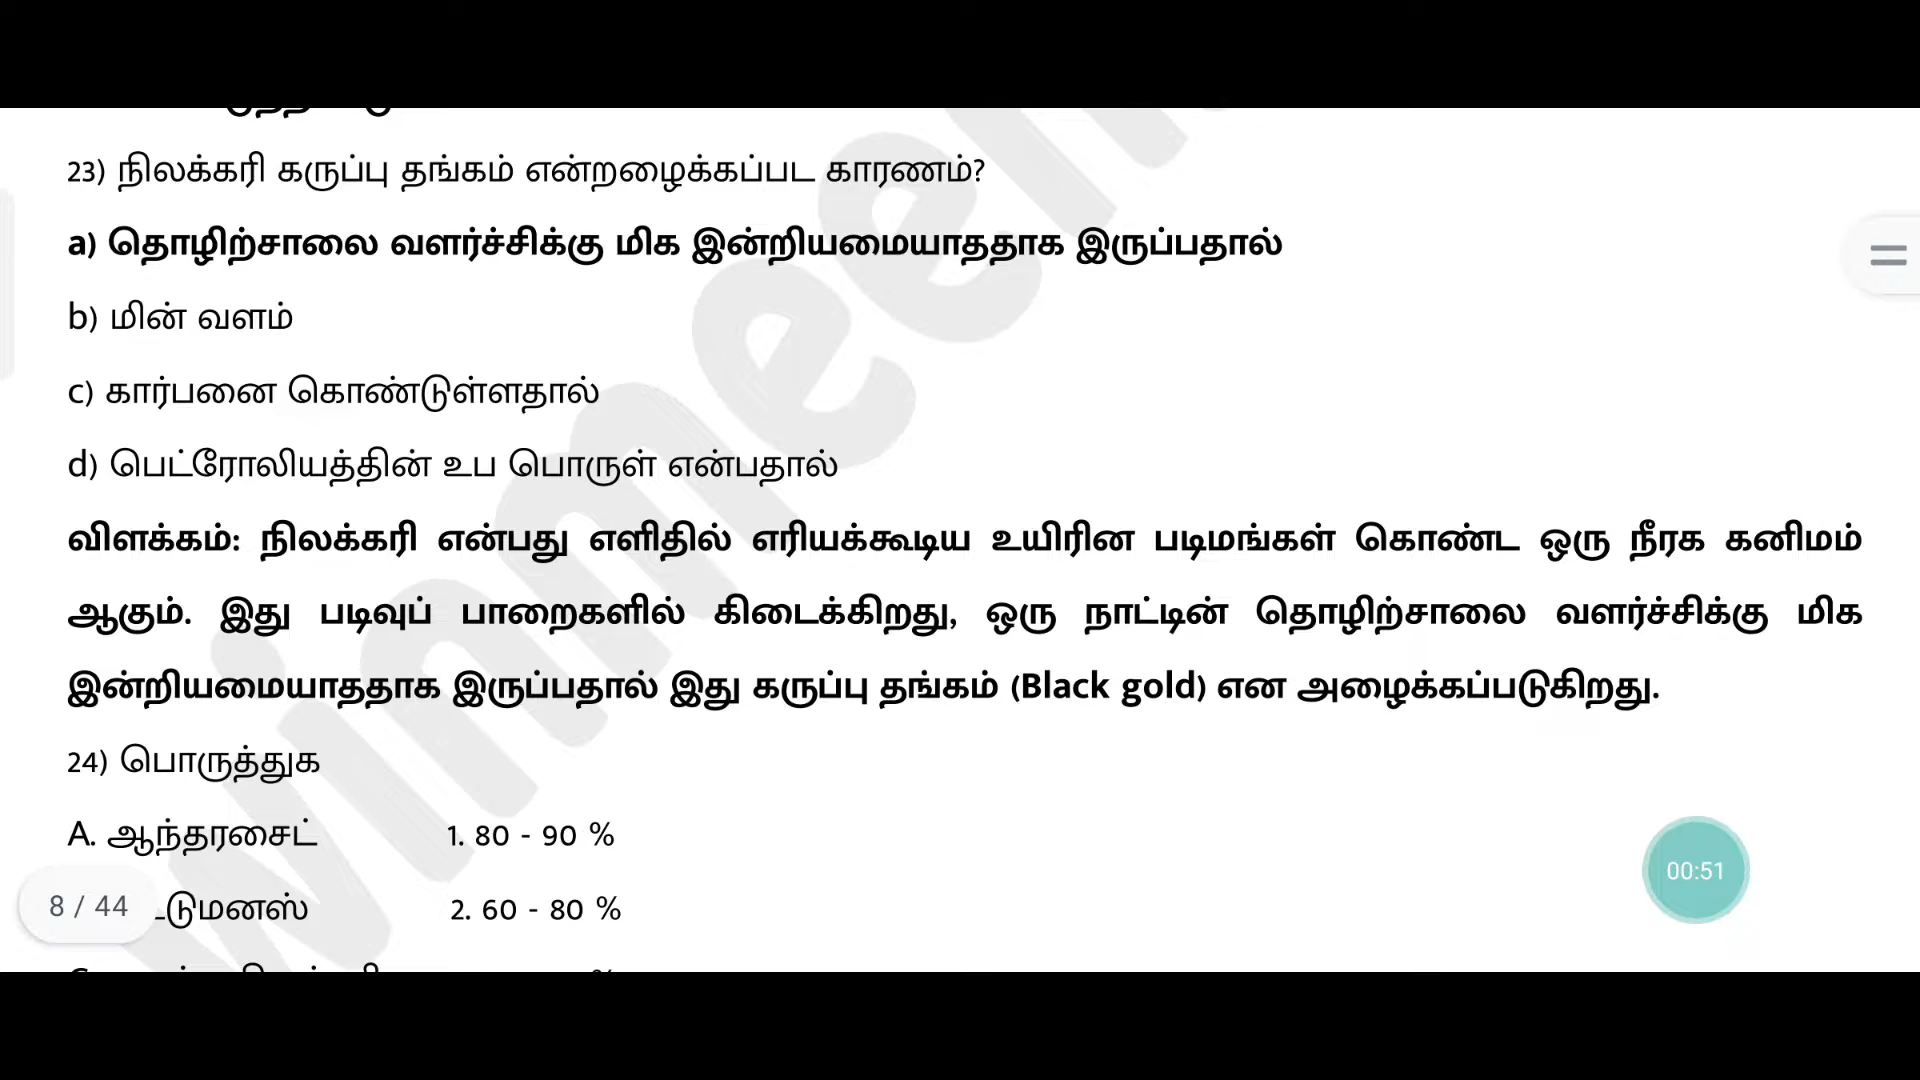 23) நிலக்கரி கருப்பு தங்கம் என்றழைக்கப்பட காரணம்?
a) தொழிற்சாலை வளர்ச்சிக்கு மிக இன்றியமையாததாக இருப்பதால்
b) மின் வளம்
c) கார்பனை கொண்டுள்ளதால்
d) பெட்ரோலியத்தின் உப பொருள் என்பதால்
விளக்கம்: நிலக்கரி என்பது எளிதில் எரியக்கூடிய உயிரின படிமங்கள் கொண்ட ஒரு நீரக கனிமம்
ஆகும். இது படிவுப் பாறைகளில் கிடைக்கிறது, ஒரு நாட்டின் தொழிற்சாலை வளர்ச்சிக்கு மிக
இன்றியமையாததாக இருப்பதால் இது கருப்பு தங்கம் (Black gold) என அழைக்கப்படுகிறது.
24) பொருத்துக
A. ஆந்தரசைட் 1. 80 - 90 %
2. 60 - 80 %
8 / 44
00:51